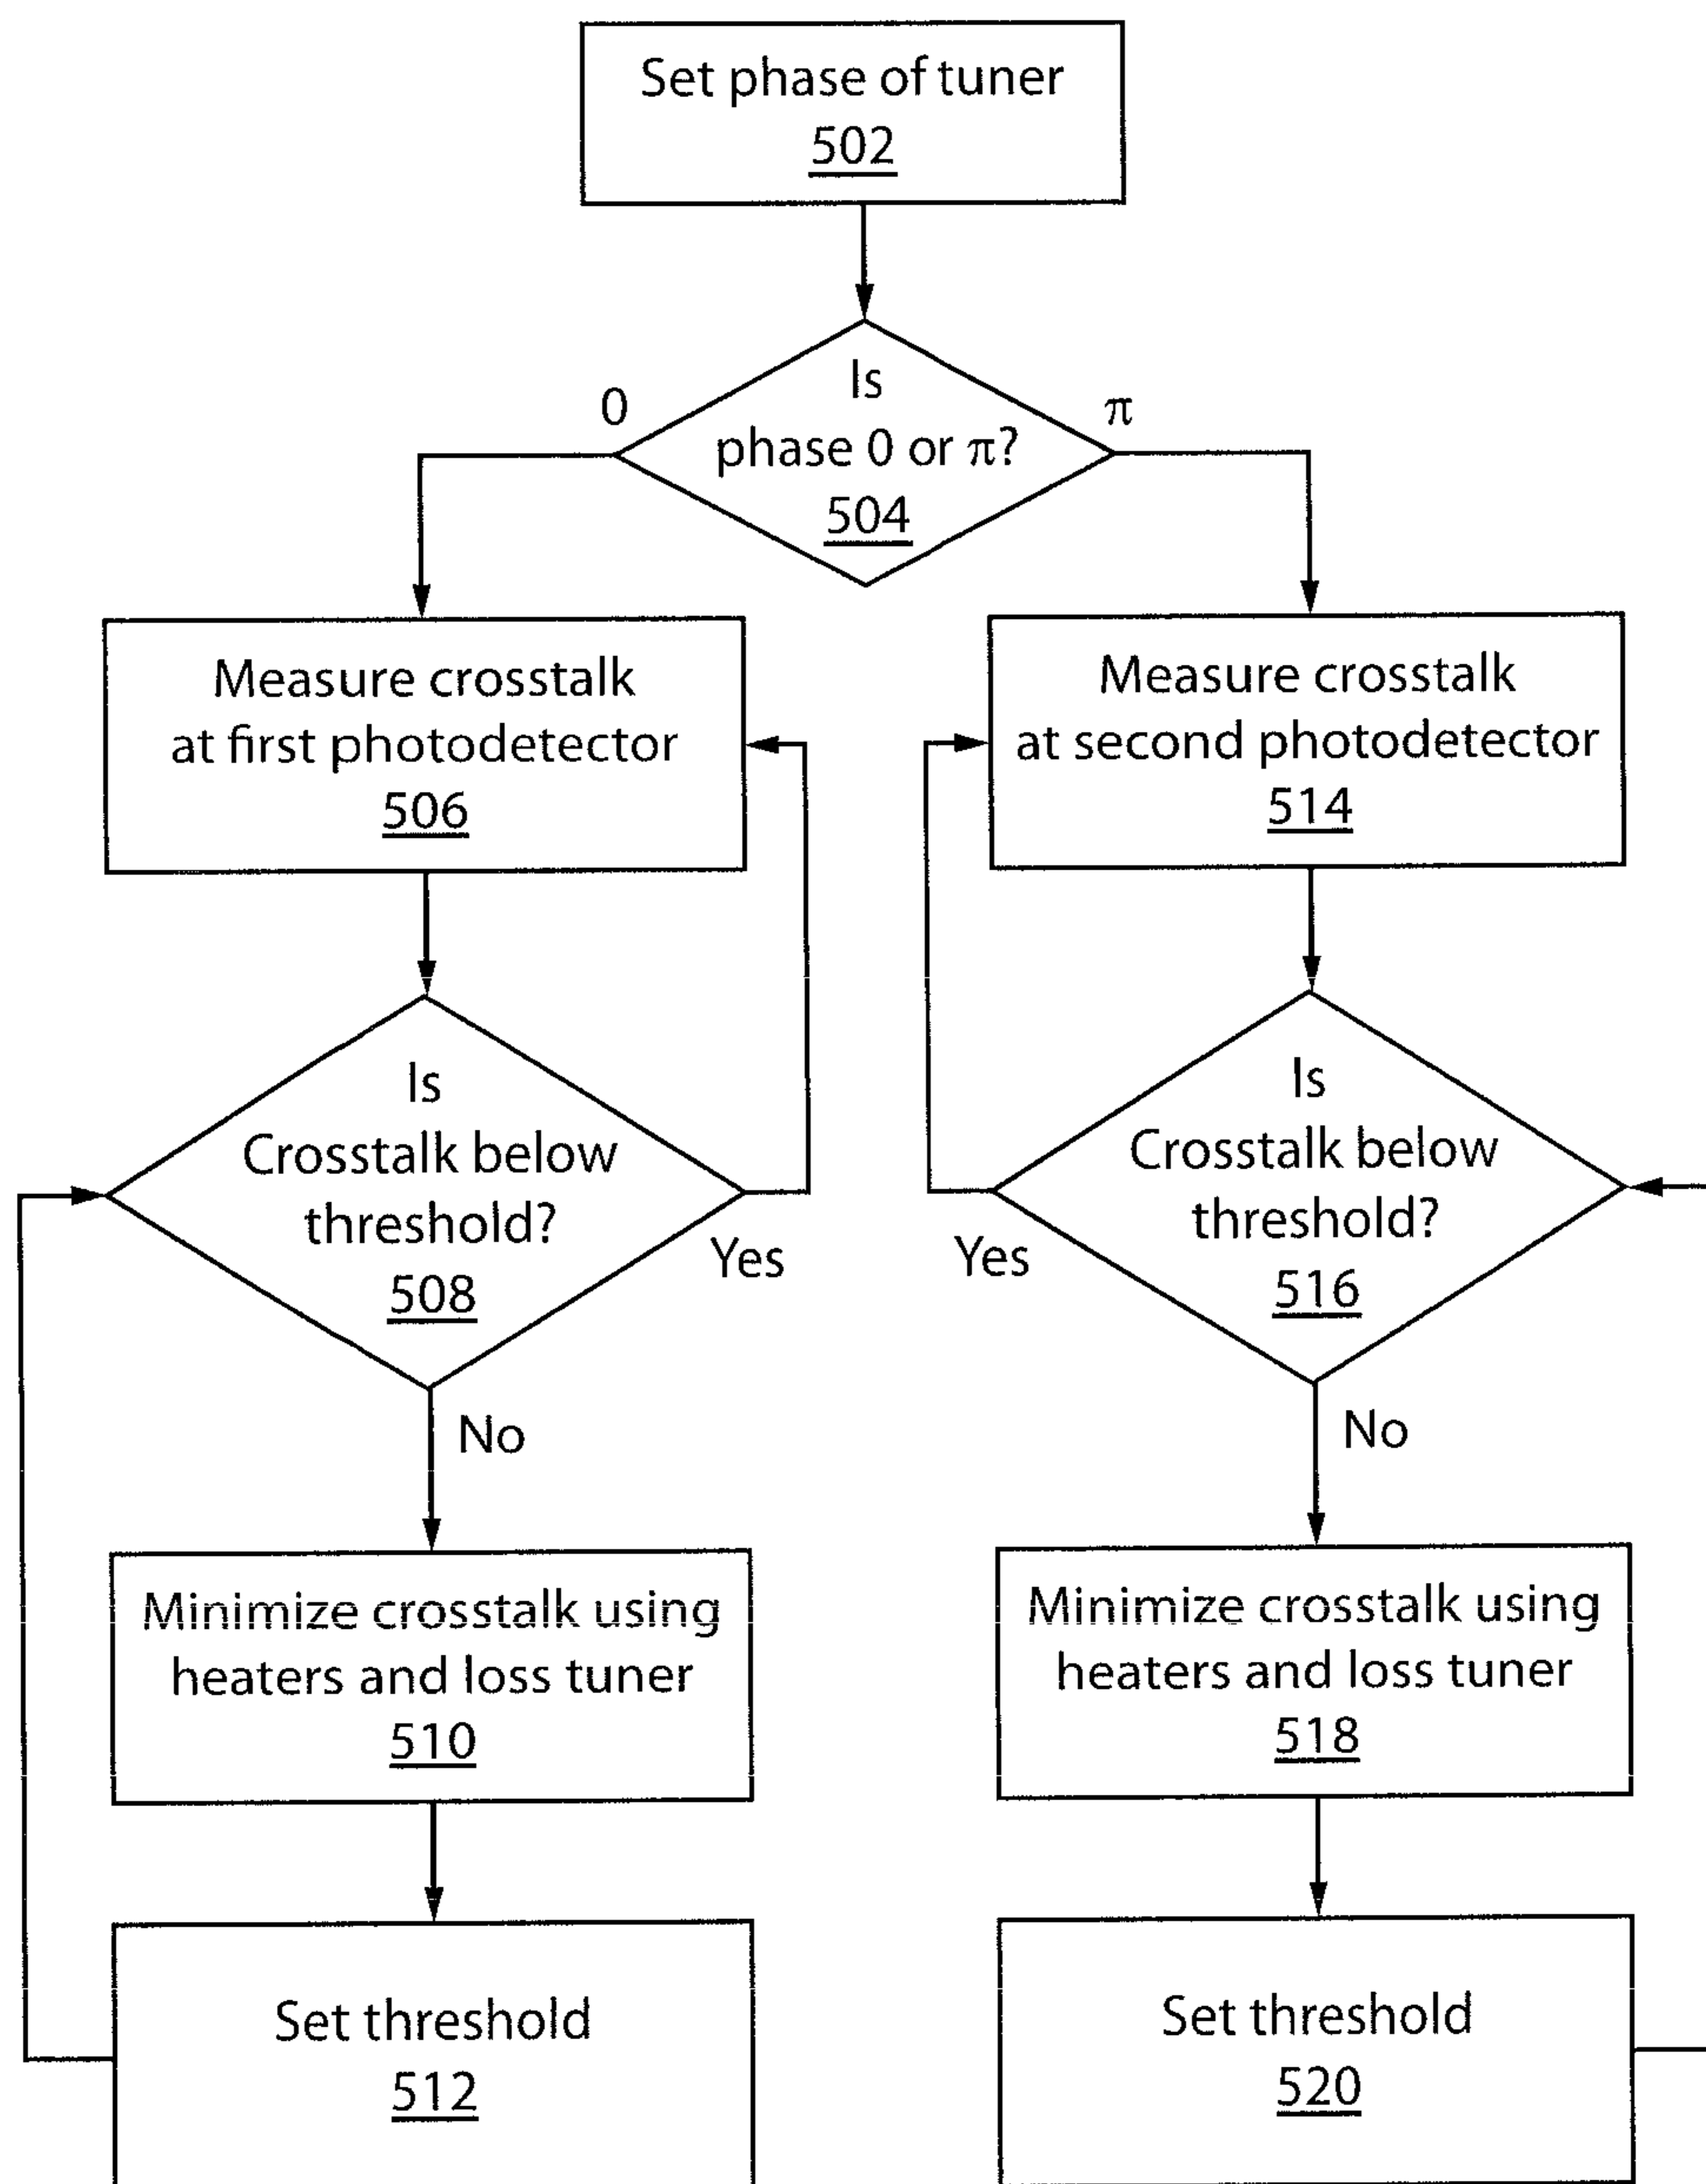 Set phase of tuner
502
Is
phase 0 or π?
504
0
π
Measure crosstalk
at first photodetector
506
Measure crosstalk
at second photodetector
514
Is
Crosstalk below
threshold?
508
Yes
No
Is
Crosstalk below
threshold?
516
Yes
No
Minimize crosstalk using
heaters and loss tuner
510
Minimize crosstalk using
heaters and loss tuner
518
Set threshold
512
Set threshold
520